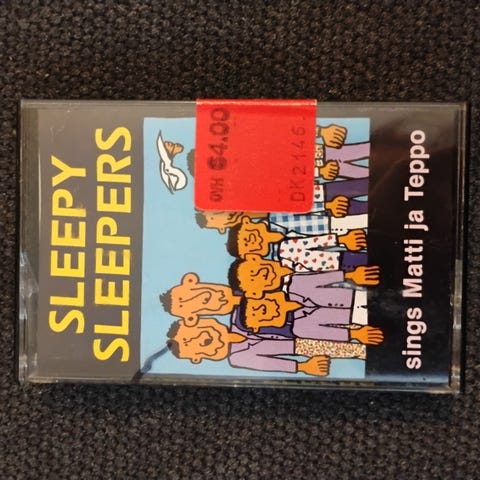 SLEEPY
SLEEPERS
OVH 64.00
DK2146.
sings Matti ja Teppo